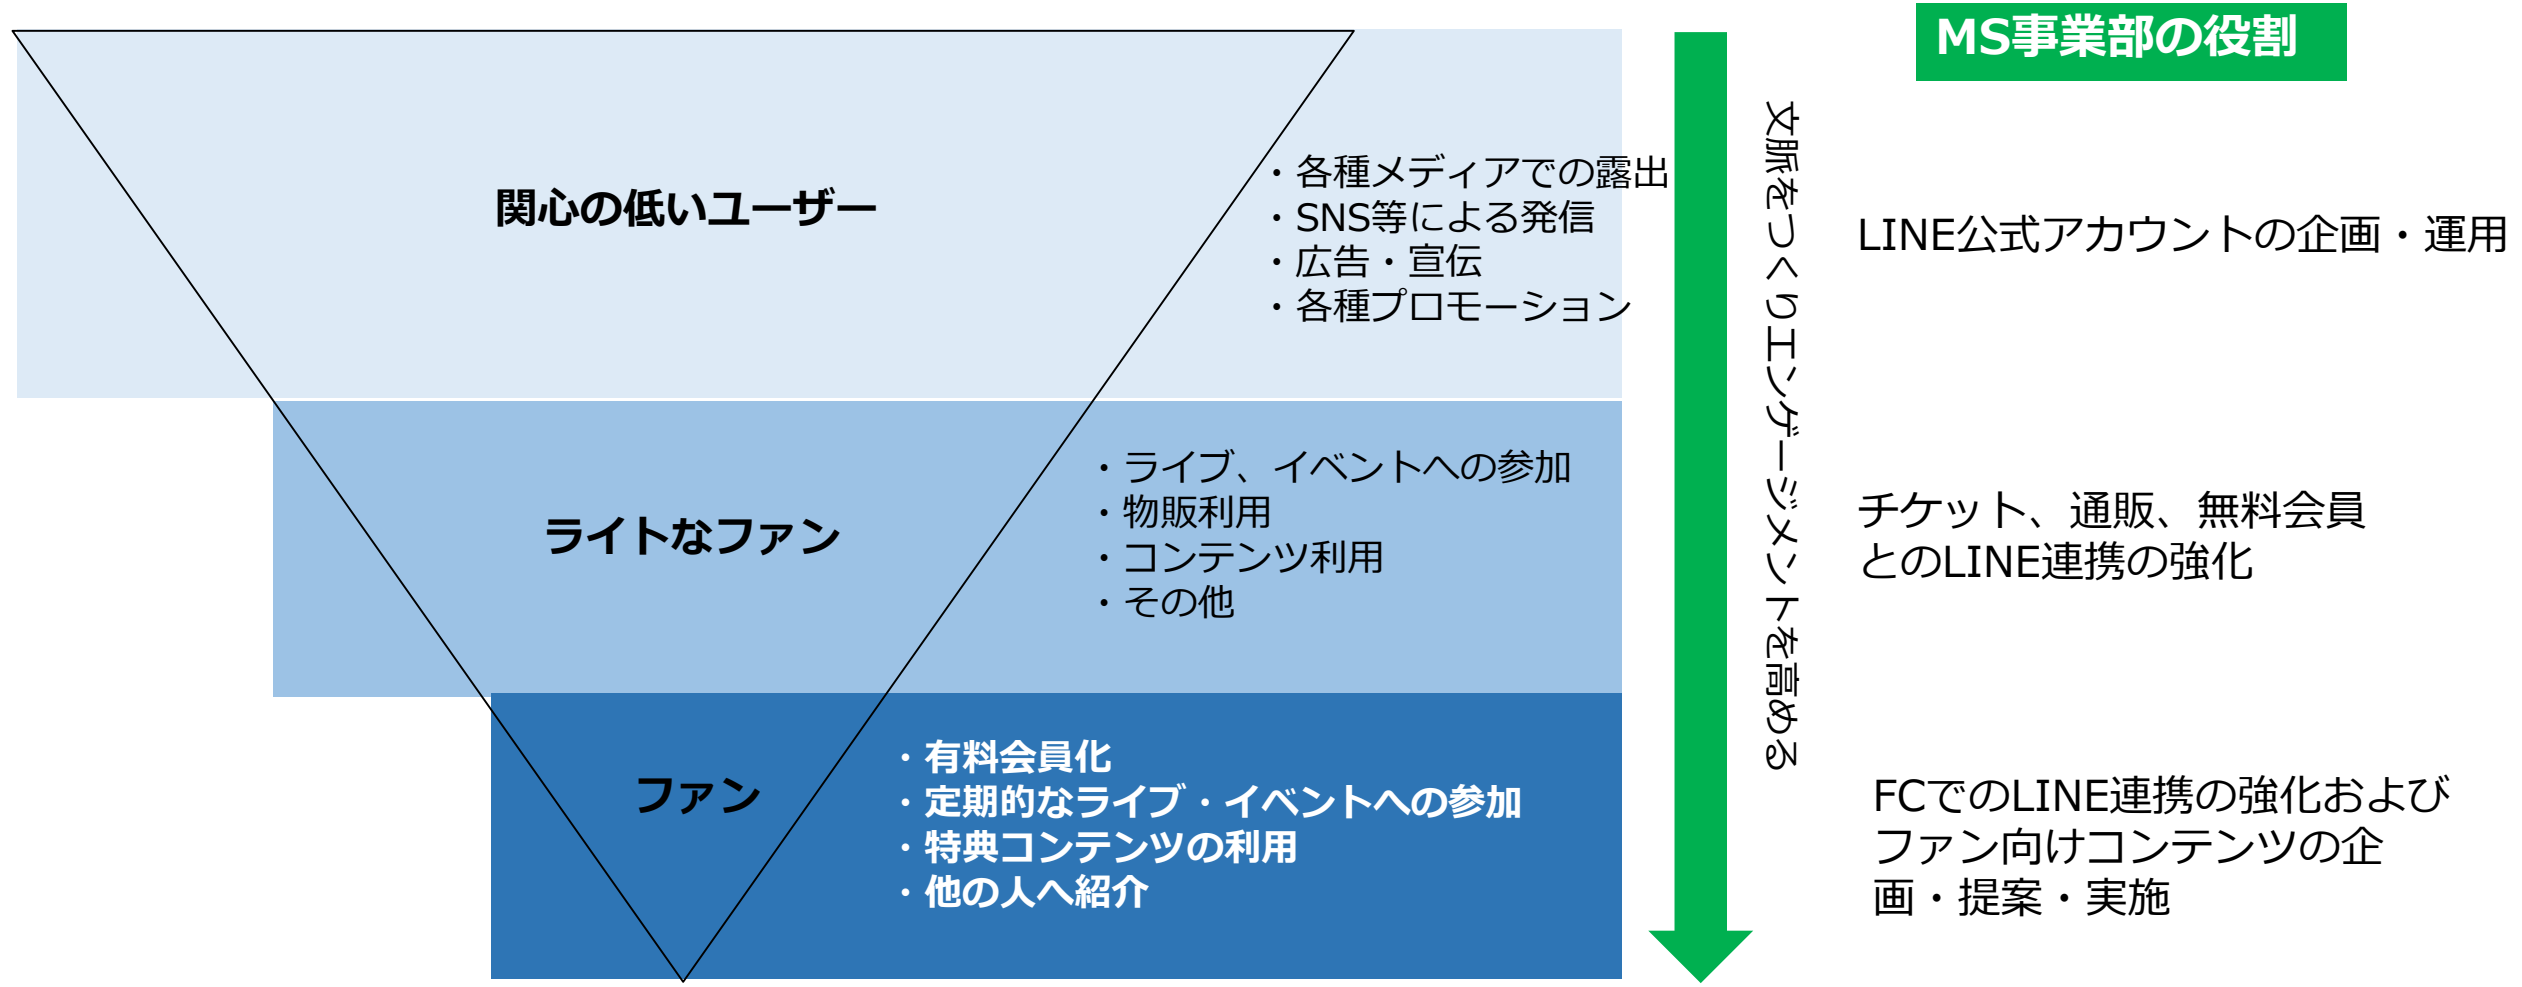 MS事業部の役割
関心の低いユーザー
・各種メディアでの露出
・SNS等による発信
・広告・宣伝
・各種プロモーション
文脈をつくりエンゲージメントを高める
LINE公式アカウントの企画・運用
ライトなファン
・ライブ、イベントへの参加
・物販利用
・コンテンツ利用
・その他
チケット、通販、無料会員
とのLINE連携の強化
ファン
・有料会員化
・定期的なライブ・イベントへの参加
・特典コンテンツの利用
・他の人へ紹介
FCでのLINE連携の強化および
ファン向けコンテンツの企
画・提案・実施